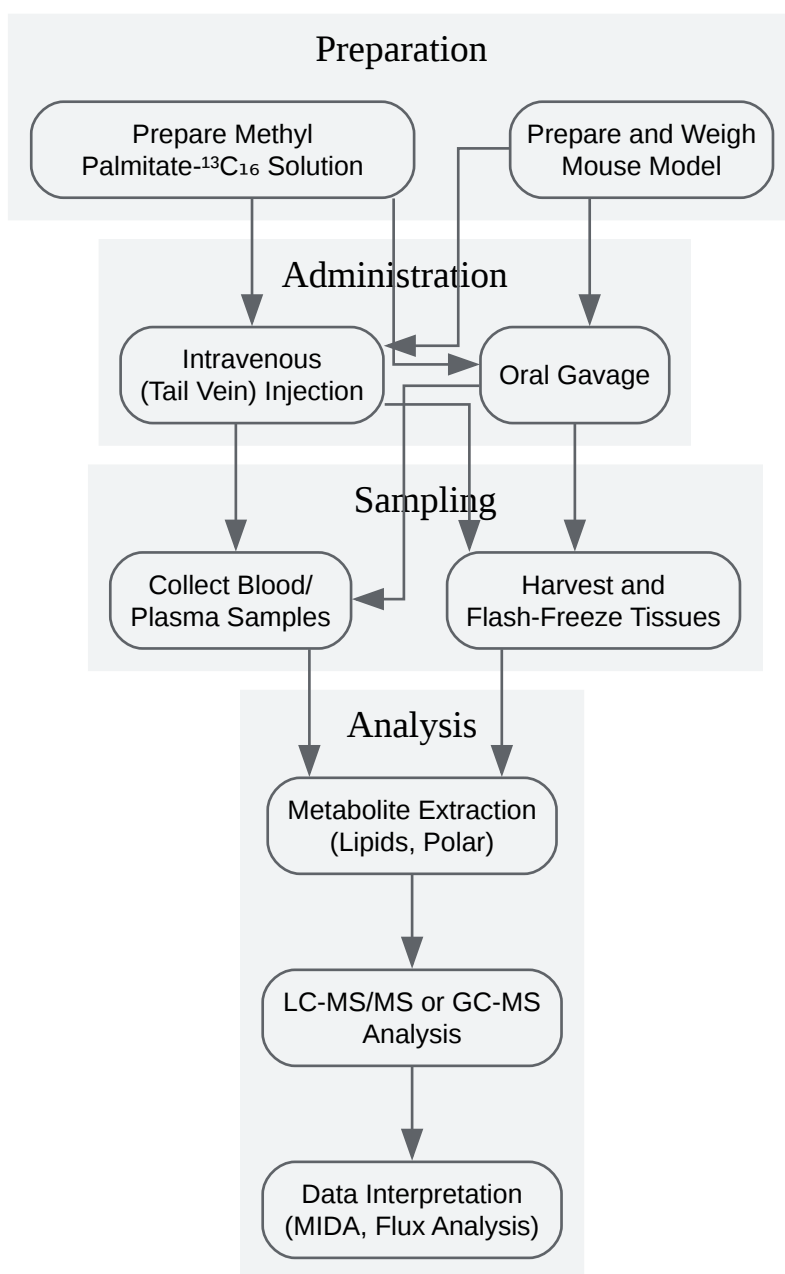 Preparation
Prepare Methyl
Palmitate-¹³C₁₆ Solution
Prepare and Weigh
Mouse Model
Administration
Intravenous
(Tail Vein) Injection
Oral Gavage
Sampling
Collect Blood/
Plasma Samples
Harvest and
Flash-Freeze Tissues
Analysis
Metabolite Extraction
(Lipids, Polar)
LC-MS/MS or GC-MS
Analysis
Data Interpretation
(MIDA, Flux Analysis)